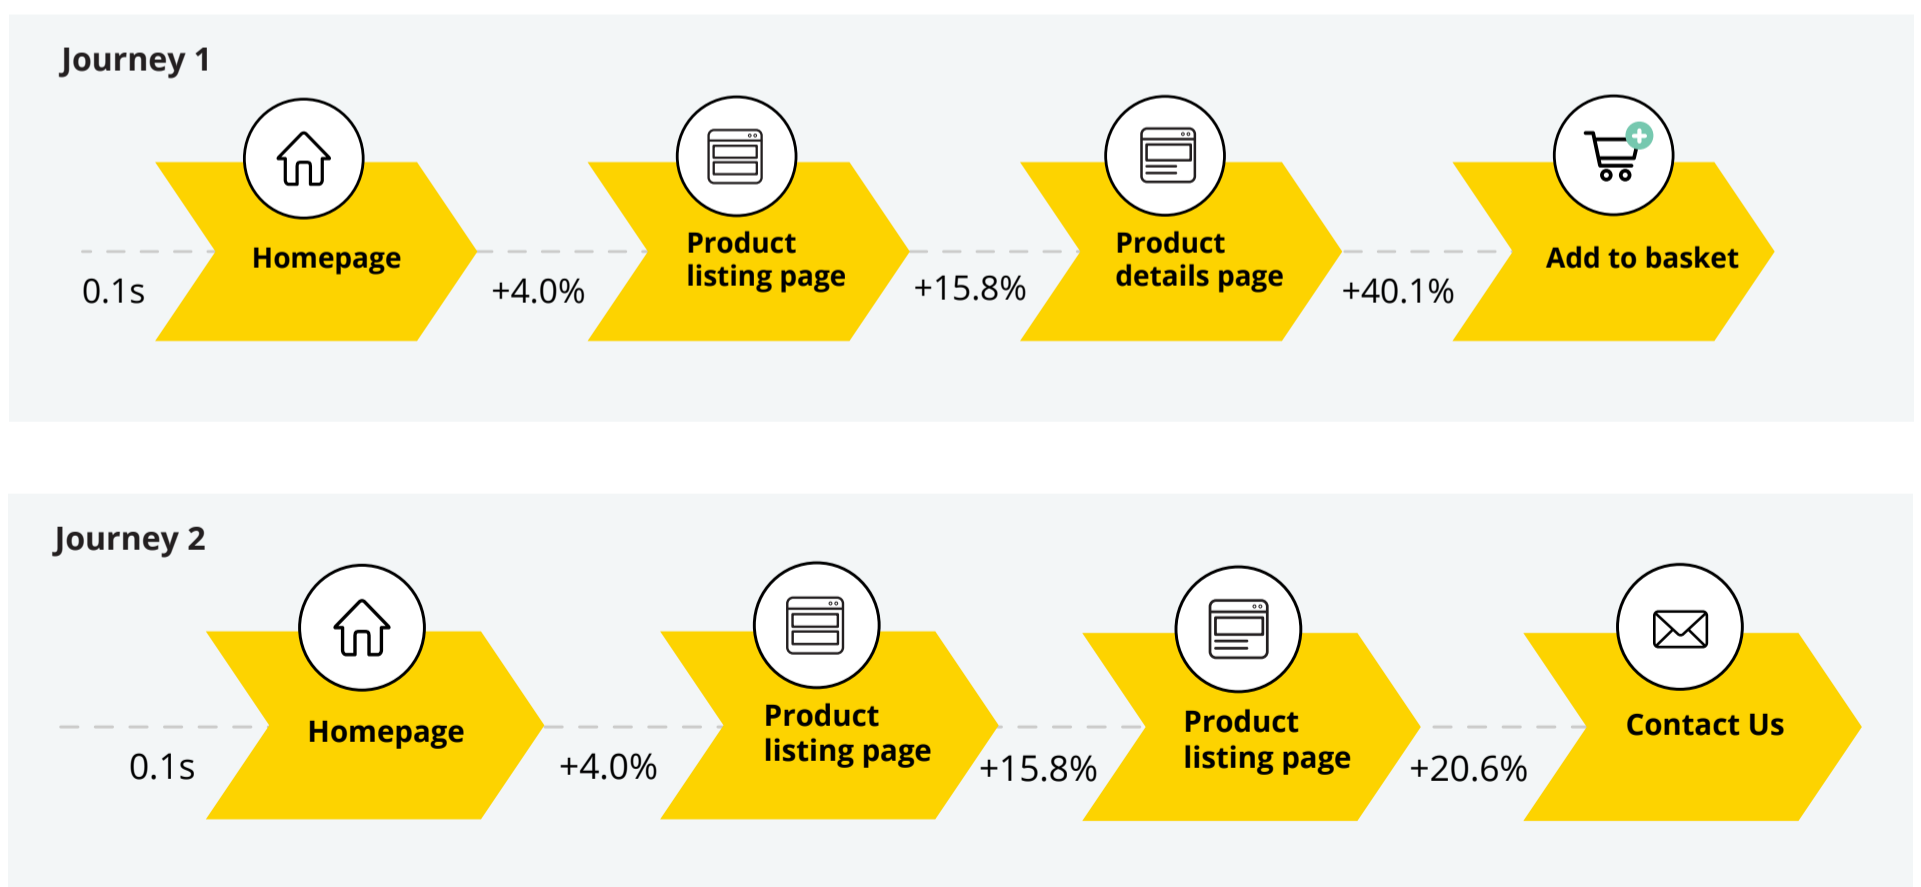 Journey 1
Homepage
Product
listing page
Product
details page
Add to basket
0.1s
+4.0%
+15.8%
+40.1%
Journey 2
Homepage
Product
listing page
Product
listing page
Contact Us
0.1s
+4.0%
+15.8%
+20.6%